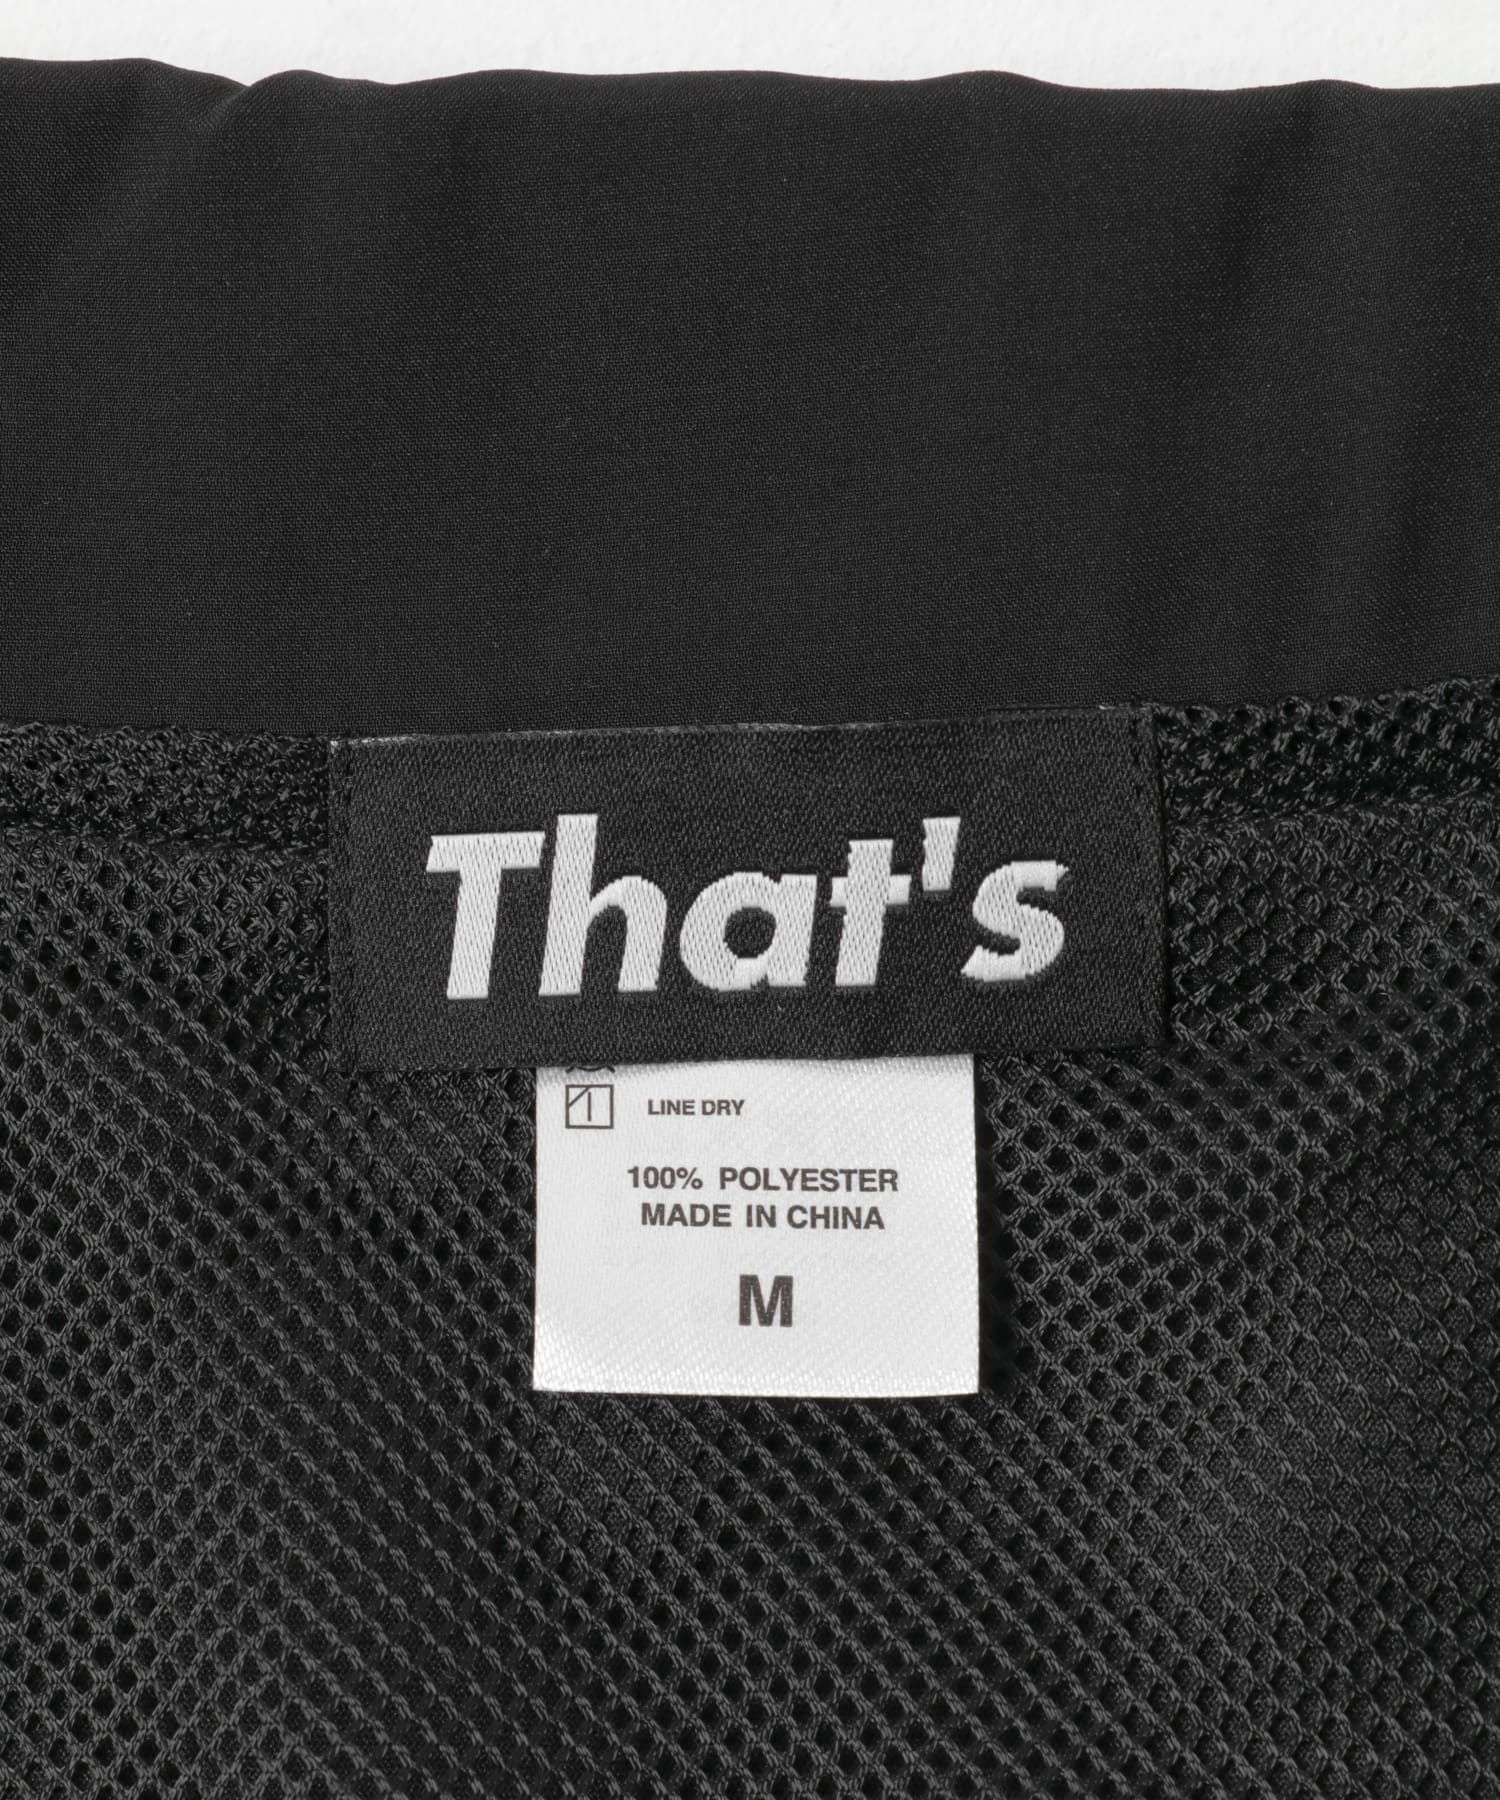 That's
LINE DRY
100% POLYESTER
MADE IN CHINA
M